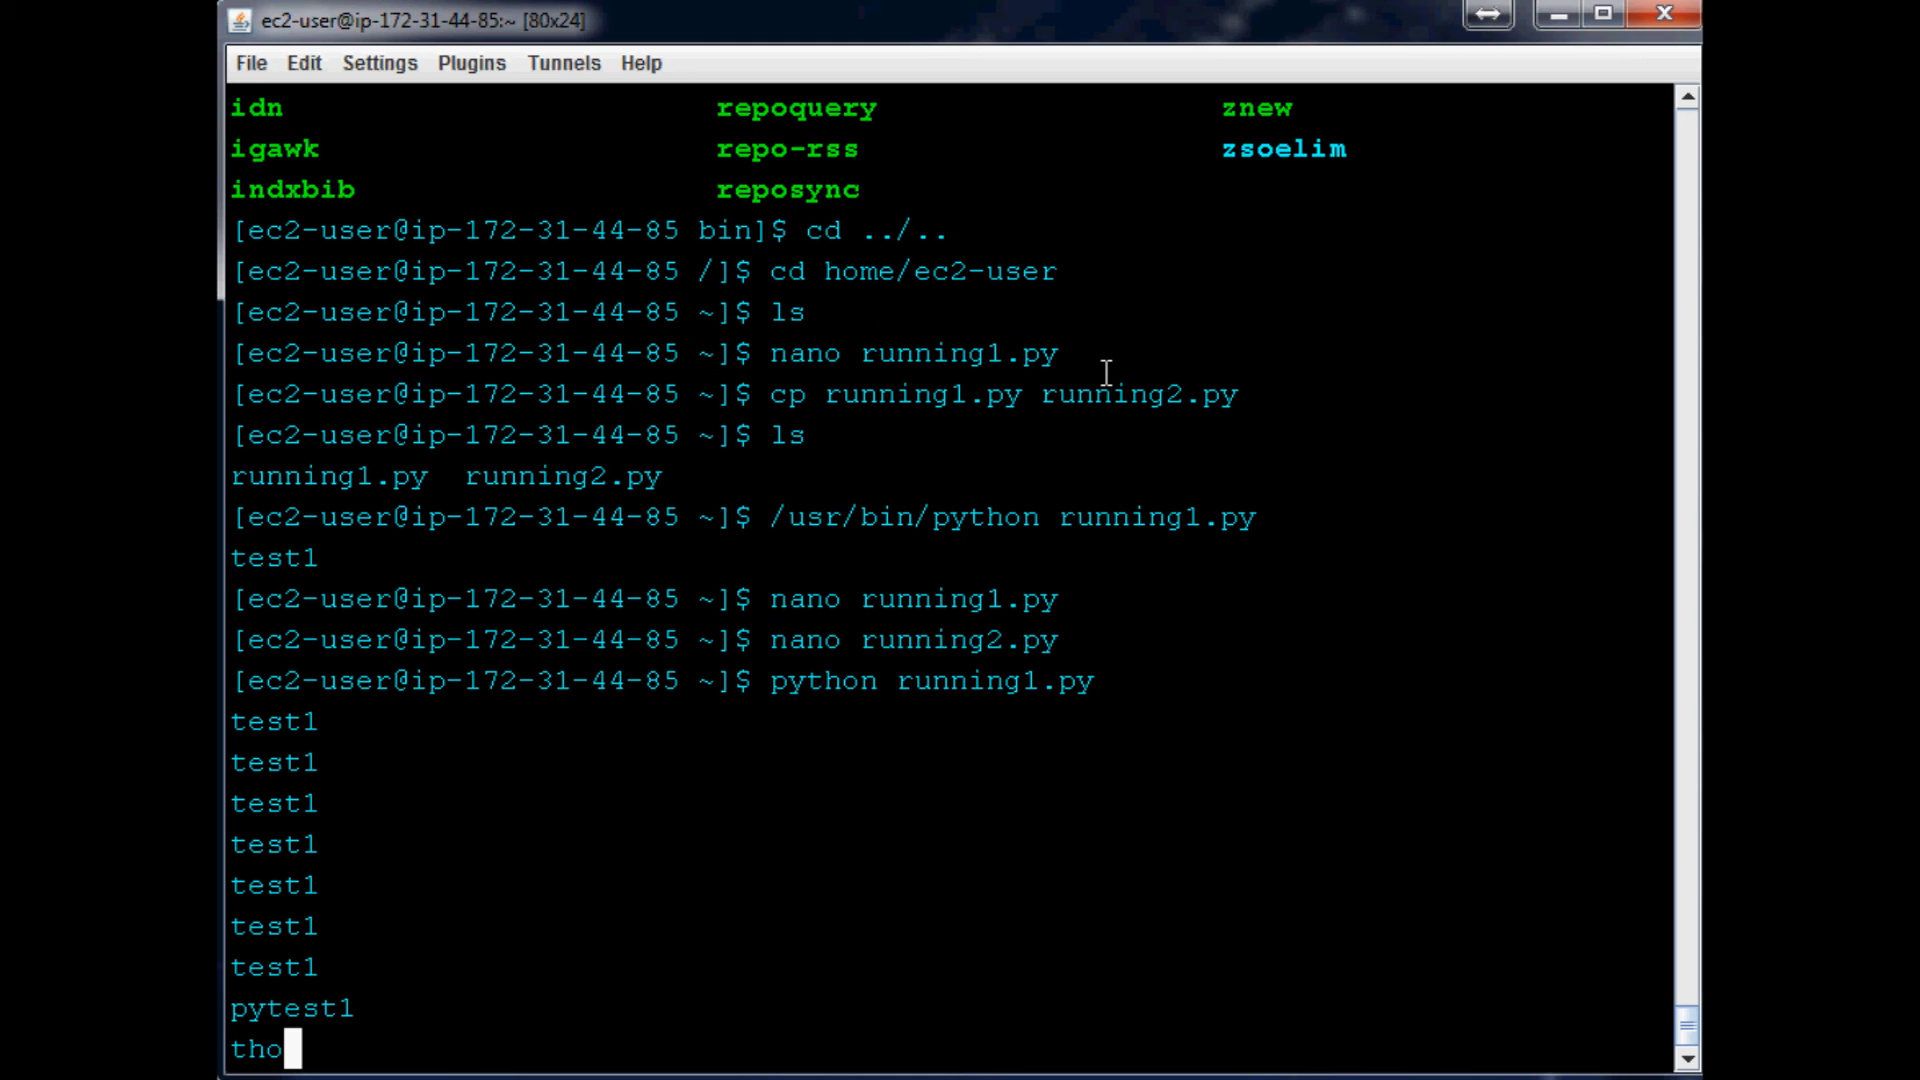 ec2-user@ip-172-31-44-85:~ [80x24]
File Edit Settings Plugins Tunnels Help
idn repoquery znew
igawk repo-rss zsoelim
indxbib reposync
[ec2-user@ip-172-31-44-85 bin]$ cd ../..
[ec2-user@ip-172-31-44-85 /]$ cd home/ec2-user
[ec2-user@ip-172-31-44-85 ~]$ ls
[ec2-user@ip-172-31-44-85 ~]$ nano running1.py
[ec2-user@ip-172-31-44-85 ~]$ cp running1.py running2.py
[ec2-user@ip-172-31-44-85 ~]$ ls
running1.py running2.py
[ec2-user@ip-172-31-44-85 ~]$ /usr/bin/python running1.py
test1
[ec2-user@ip-172-31-44-85 ~]$ nano running1.py
[ec2-user@ip-172-31-44-85 ~]$ nano running2.py
[ec2-user@ip-172-31-44-85 ~]$ python running1.py
test1
test1
test1
test1
test1
test1
test1
pytest1
tho